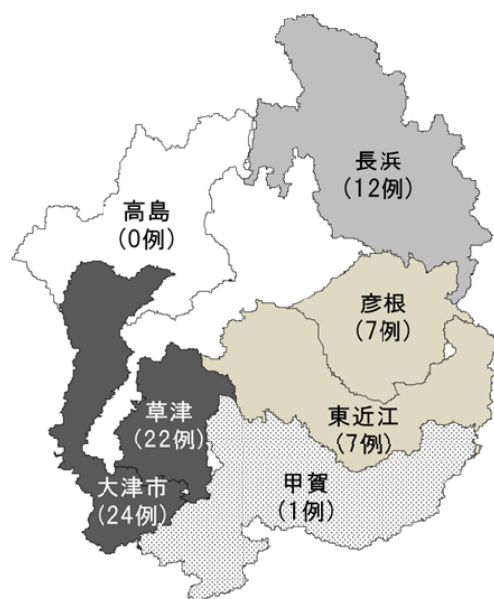 長浜
(12例)
高島
(0例)
彦根
(7例)
草津
(22例)
東近江
(7例)
大津市
(24例)
甲賀
(1例)